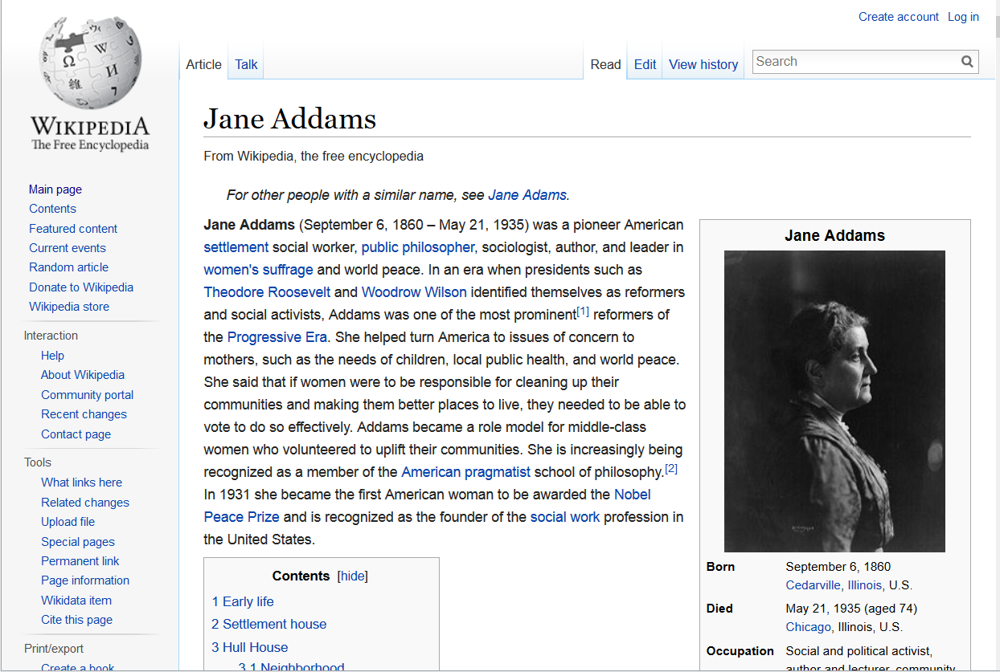 Create account Log in
WIKIPEDIA
The Free Encyclopedia
Article Talk Read Edit View history Search
Main page
Contents
Featured content
Current events
Random article
Donate to Wikipedia
Wikipedia store
Interaction
Help
About Wikipedia
Community portal
Recent changes
Contact page
Tools
What links here
Related changes
Upload file
Special pages
Permanent link
Page information
Wikidata item
Cite this page
Print/export
Create a book
Jane Addams
From Wikipedia, the free encyclopedia
For other people with a similar name, see Jane Adams.
Jane Addams (September 6, 1860 – May 21, 1935) was a pioneer American
settlement social worker, public philosopher, sociologist, author, and leader in
women's suffrage and world peace. In an era when presidents such as
Theodore Roosevelt and Woodrow Wilson identified themselves as reformers
and social activists, Addams was one of the most prominent[1] reformers of
the Progressive Era. She helped turn America to issues of concern to
mothers, such as the needs of children, local public health, and world peace.
She said that if women were to be responsible for cleaning up their
communities and making them better places to live, they needed to be able to
vote to do so effectively. Addams became a role model for middle-class
women who volunteered to uplift their communities. She is increasingly being
recognized as a member of the American pragmatist school of philosophy.[2]
In 1931 she became the first American woman to be awarded the Nobel
Peace Prize and is recognized as the founder of the social work profession in
the United States.
Contents [hide]
1 Early life
2 Settlement house
3 Hull House
3.1 Neighborhood
Jane Addams
Born September 6, 1860
Cedarville, Illinois, U.S.
Died May 21, 1935 (aged 74)
Chicago, Illinois, U.S.
Occupation Social and political activist,
author and lecturer, community